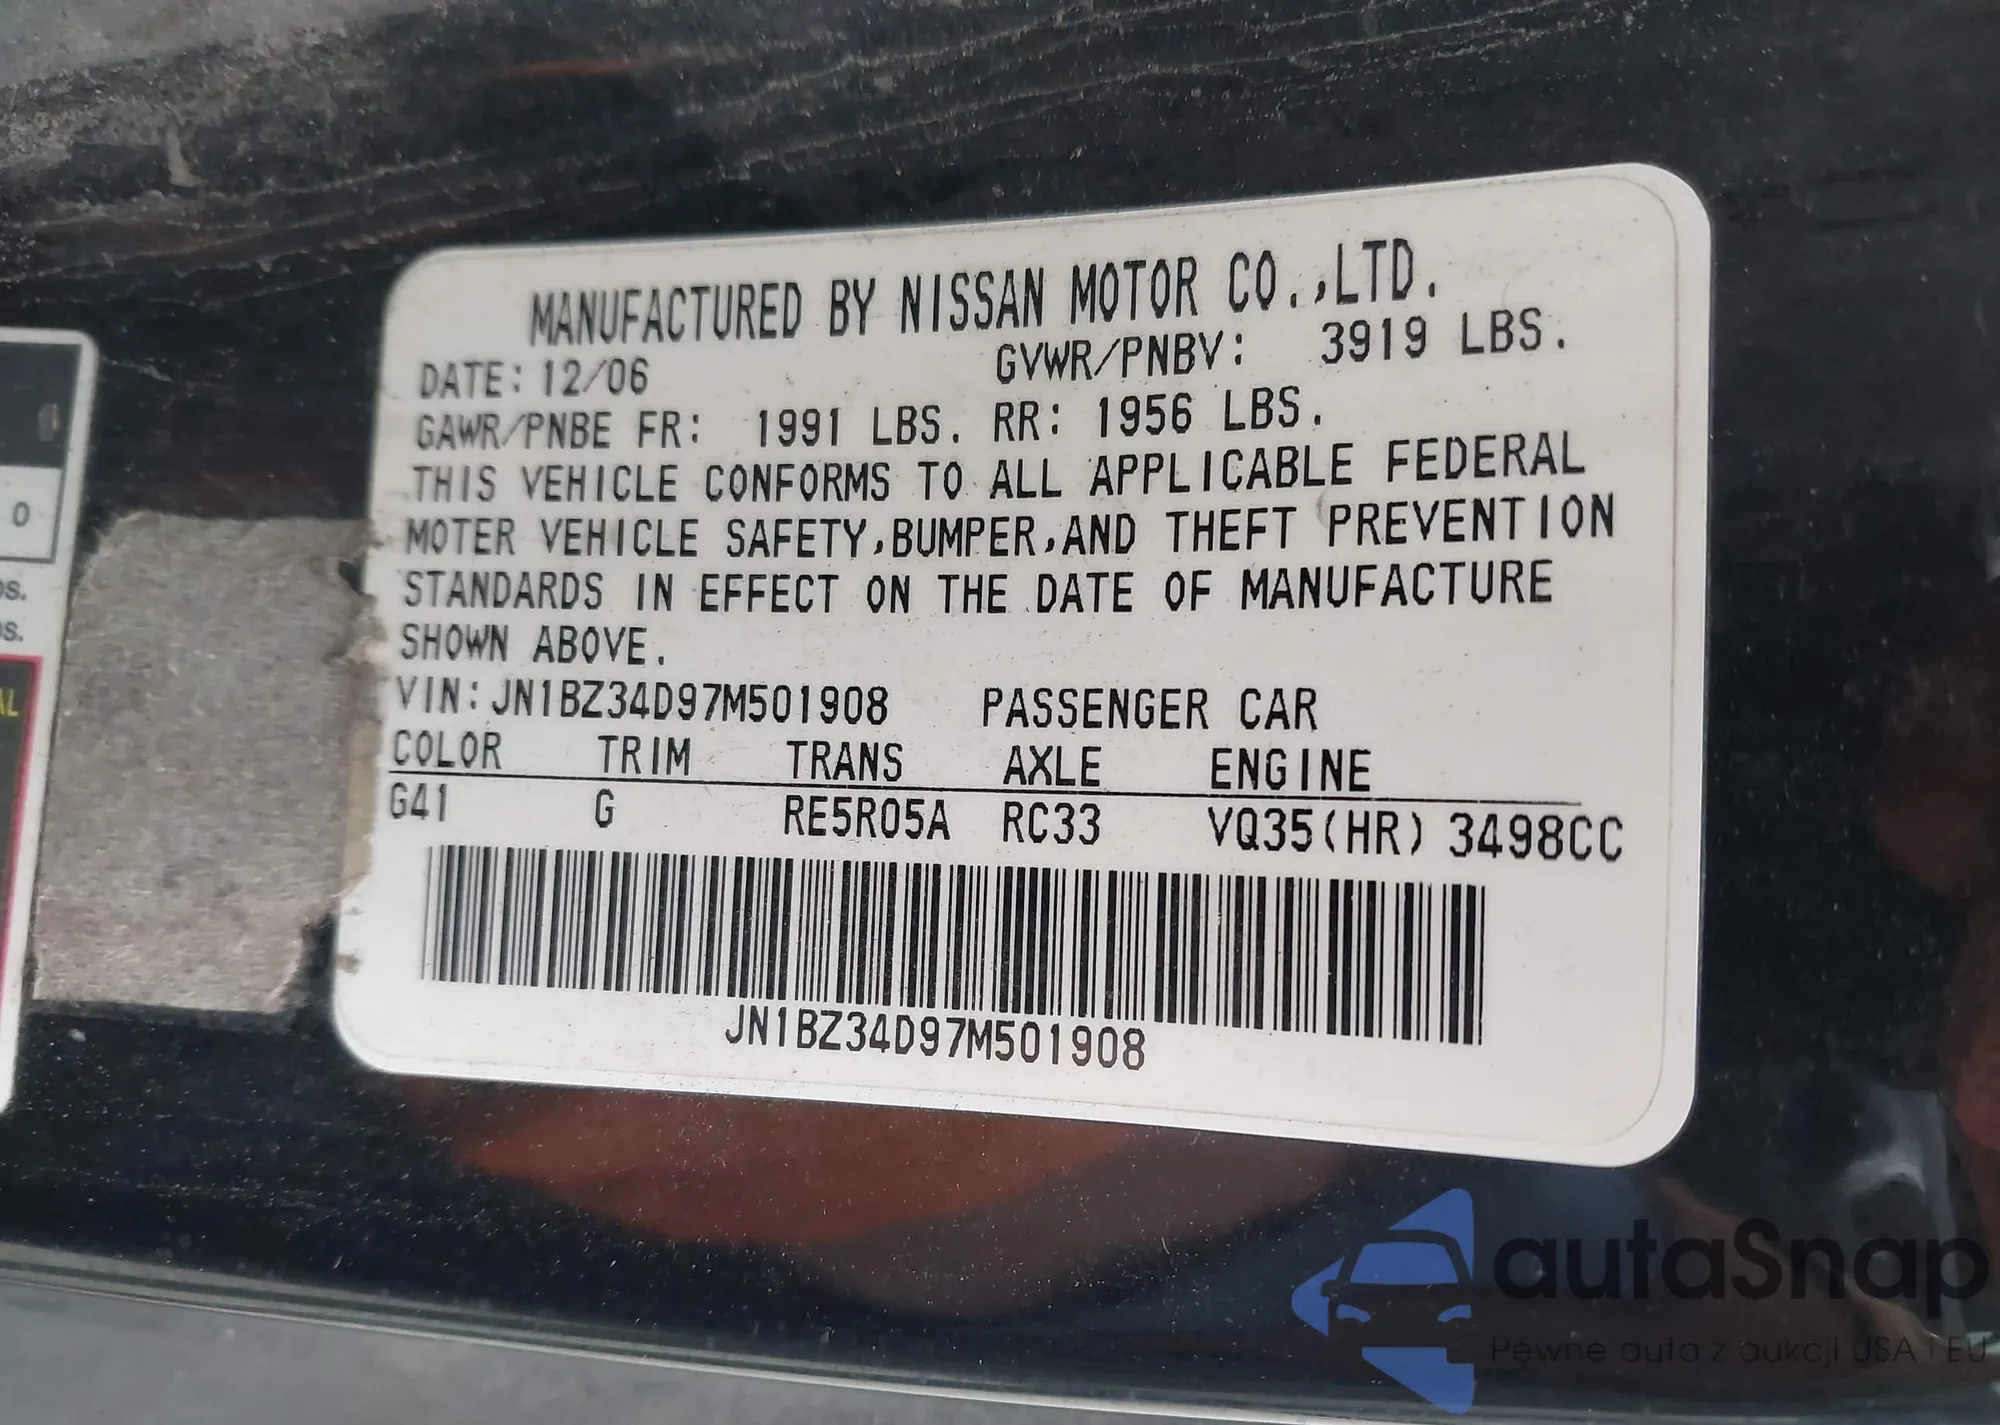 MANUFACTURED BY NISSAN MOTOR CO.,LTD.
DATE: 12/06 GVWR/PNBV: 3919 LBS.
GAWR/PNBE FR: 1991 LBS. RR: 1956 LBS.
THIS VEHICLE CONFORMS TO ALL APPLICABLE FEDERAL
MOTER VEHICLE SAFETY,BUMPER,AND THEFT PREVENTION
STANDARDS IN EFFECT ON THE DATE OF MANUFACTURE
SHOWN ABOVE.
VIN:JN1BZ34D97M501908 PASSENGER CAR
COLOR TRIM TRANS AXLE ENGINE
G41 G RE5R05A RC33 VQ35(HR) 3498CC
JN1BZ34D97M501908
0
autaSnap
Pewne auta z aukcji USA i EU